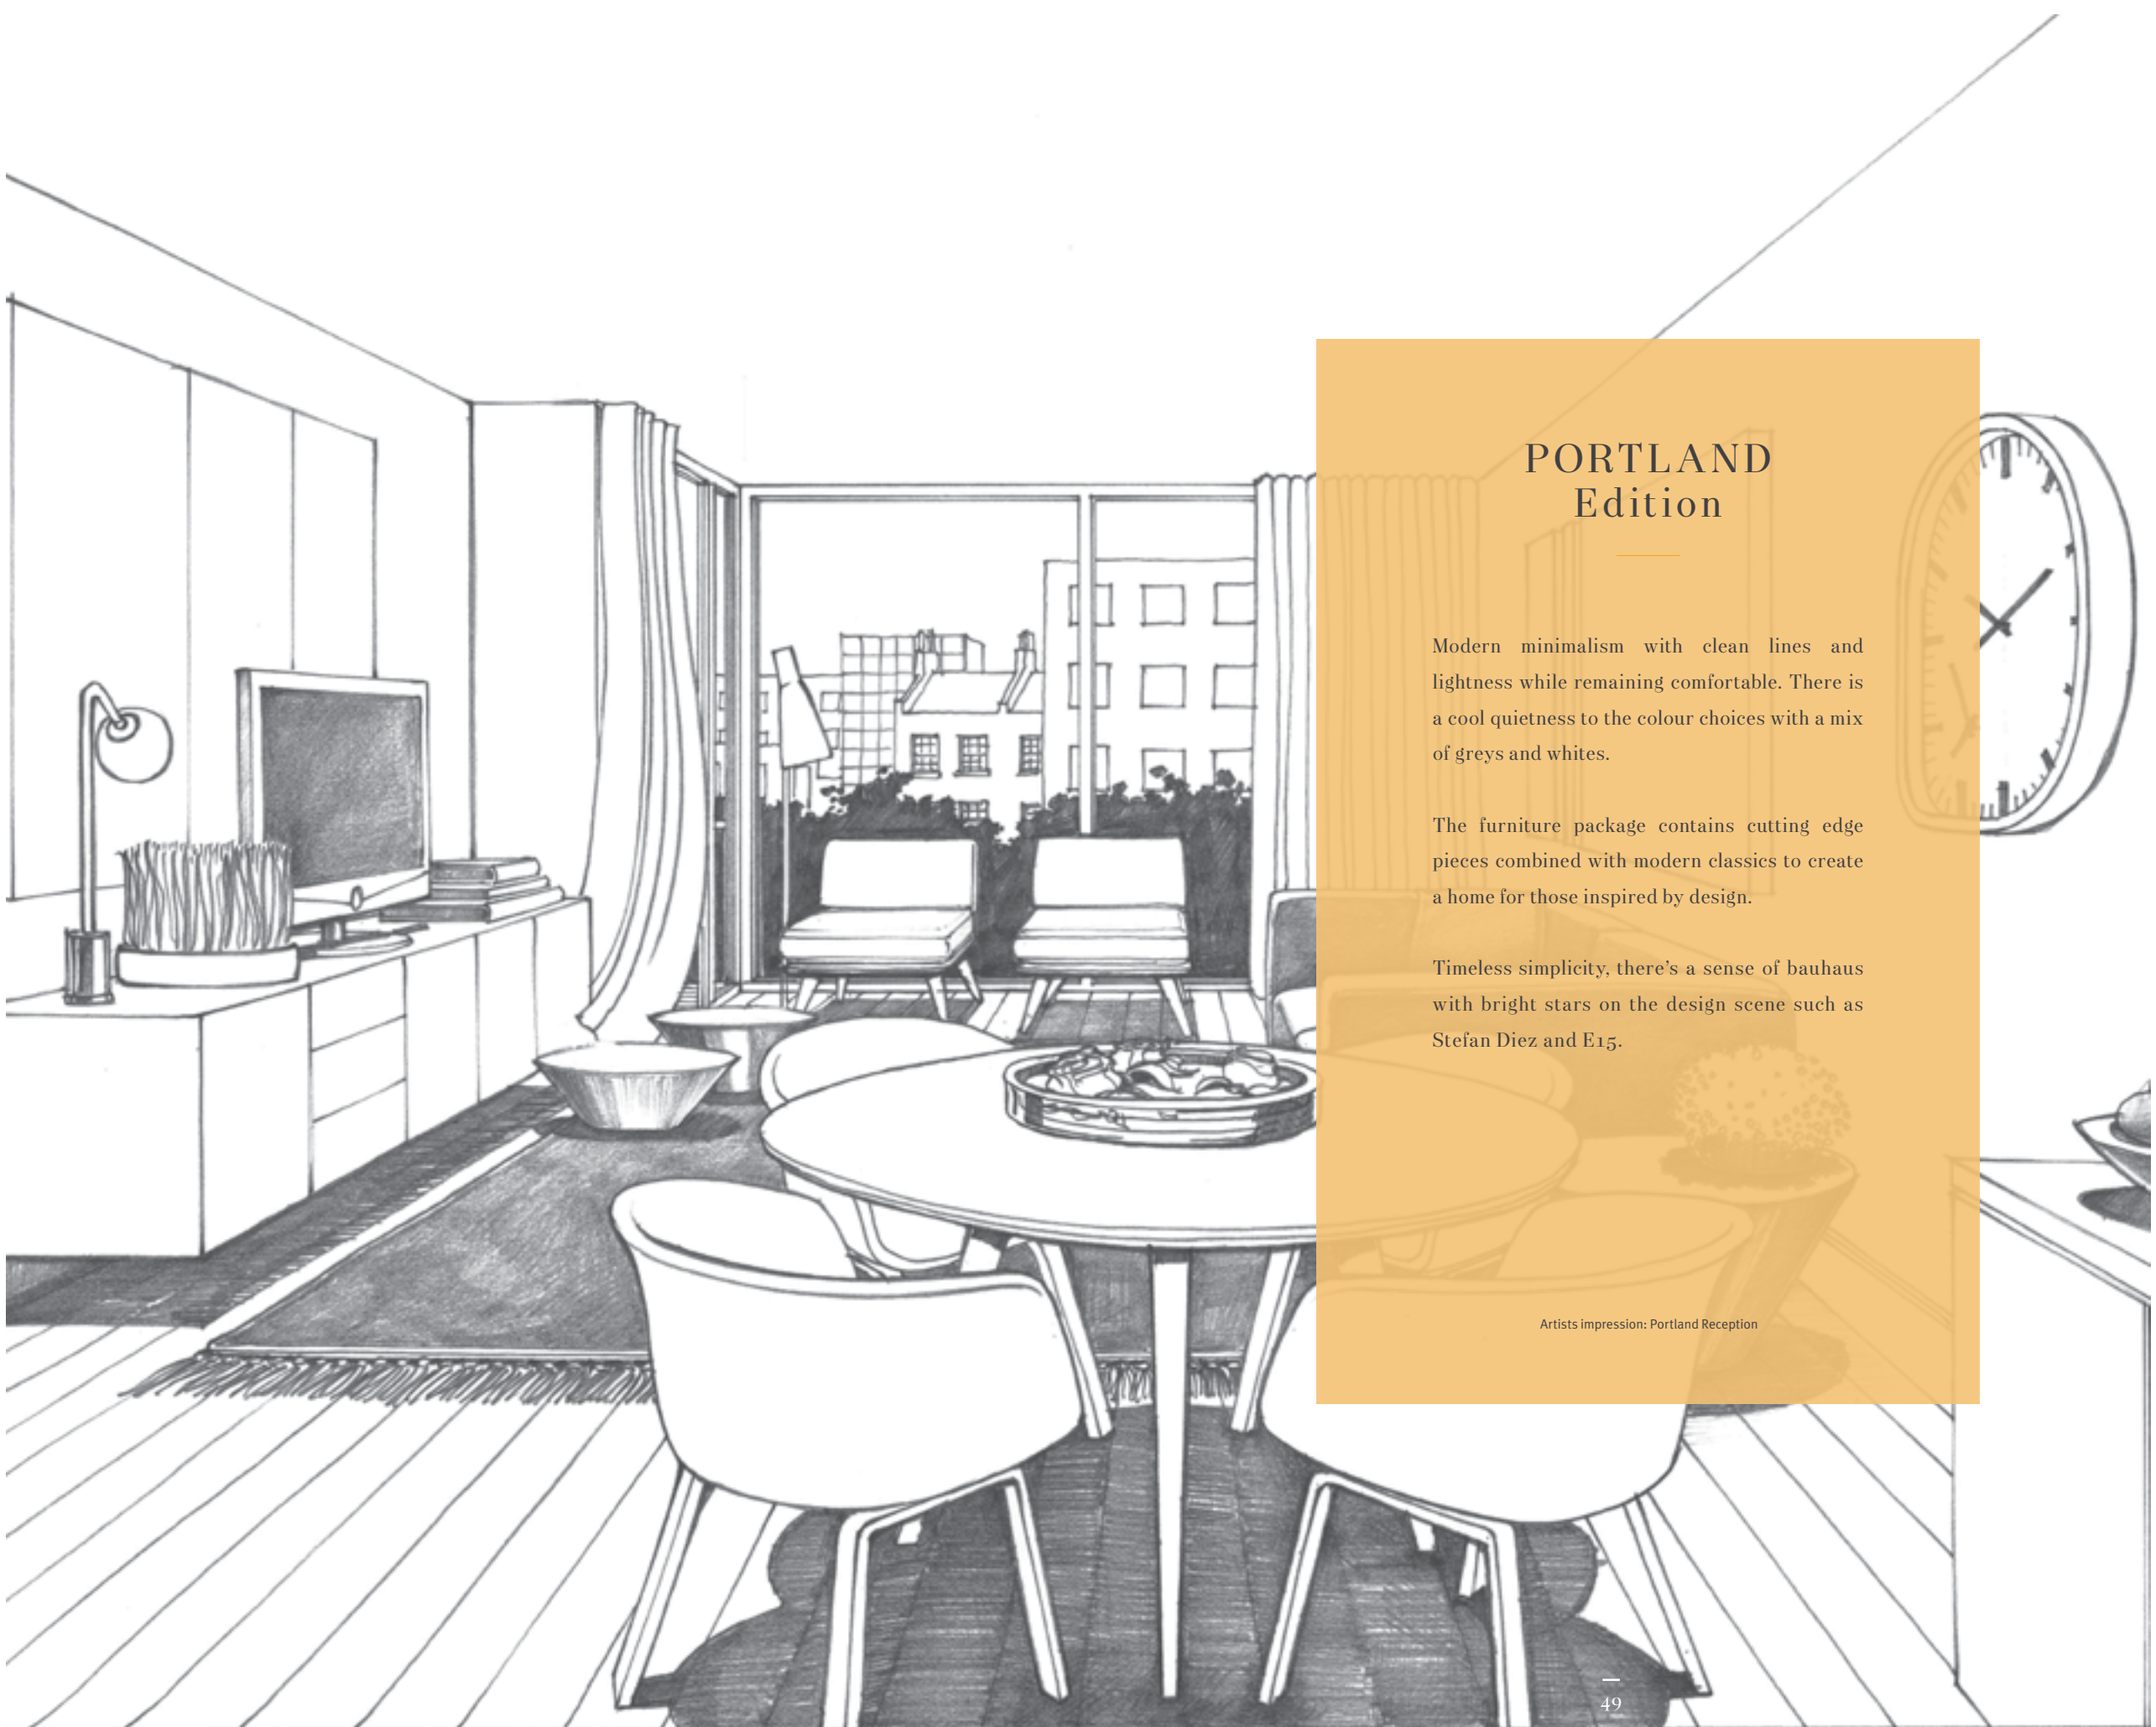 PORTLAND
Edition
Modern minimalism with clean lines and
lightness while remaining comfortable. There is
a cool quietness to the colour choices with a mix
of greys and whites.
The furniture package contains cutting edge
pieces combined with modern classics to create
a home for those inspired by design.
Timeless simplicity, there’s a sense of bauhaus
with bright stars on the design scene such as
Stefan Diez and E15.
Artists impression: Portland Reception
49